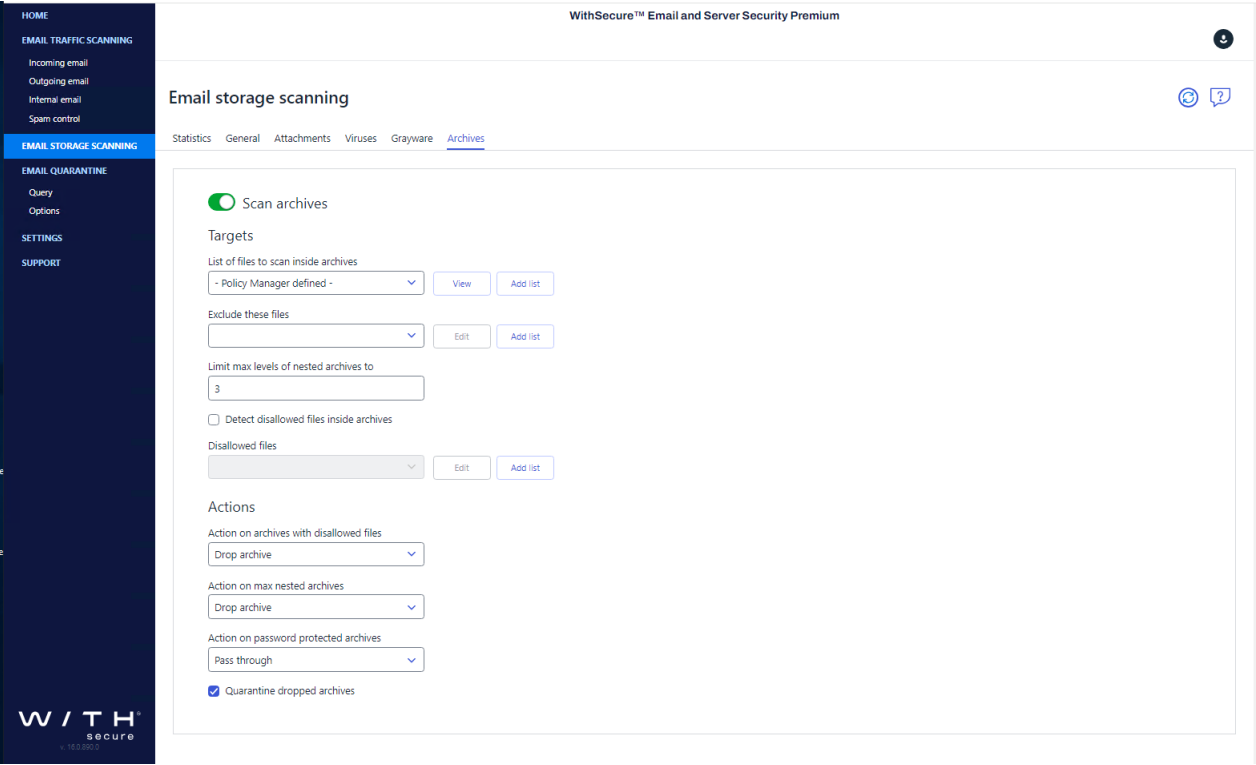 HOME
WithSecure™ Email and Server Security Premium
EMAIL TRAFFIC SCANNING
Incoming email
Outgoing email
Internal email
Spam control
EMAIL STORAGE SCANNING
EMAIL QUARANTINE
Query
Options
SETTINGS
SUPPORT
W / T H
secure
v. 16.0.890.0
Email storage scanning
Statistics General Attachments Viruses Grayware Archives
Scan archives
Targets
List of files to scan inside archives
- Policy Manager defined - View Add list
Exclude these files
Edit Add list
Limit max levels of nested archives to
3
Detect disallowed files inside archives
Disallowed files
Edit Add list
Actions
Action on archives with disallowed files
Drop archive
Action on max nested archives
Drop archive
Action on password protected archives
Pass through
Quarantine dropped archives